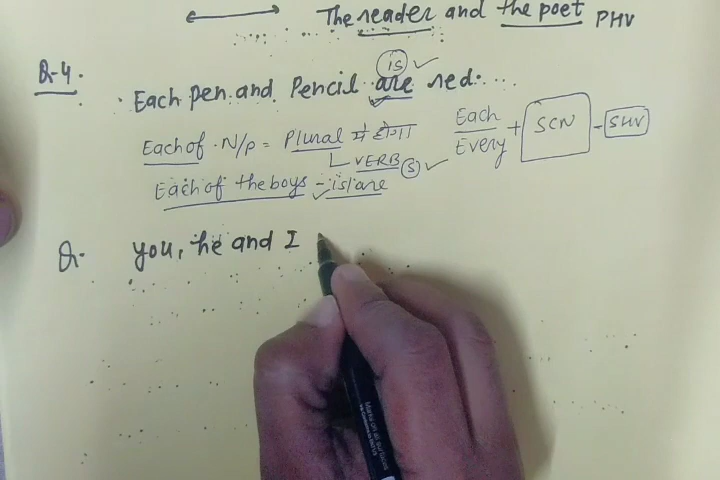 The reader and the poet PHV
Q-4. Each pen and Pencil are red.
is
Each of N/P = Plural में होगा
Each
Every + SCN - SHV
VERB (S)
Each of the boys - is/are
Q. you, he and I